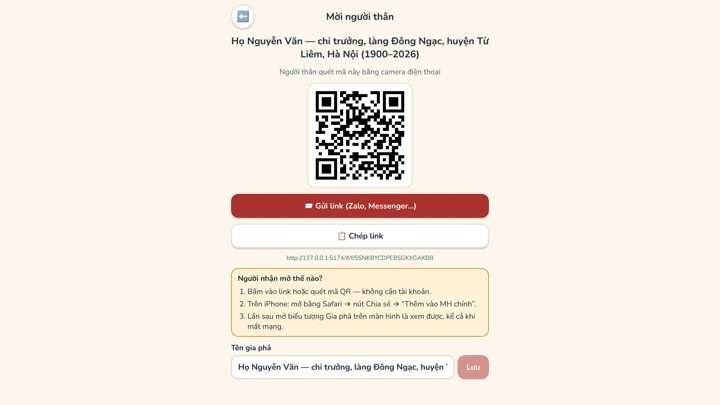 Mời người thân
Họ Nguyễn Văn — chi trưởng, làng Đông Ngạc, huyện Từ
Liêm, Hà Nội (1900–2026)
Người thân quét mã này bằng camera điện thoại
Gửi link (Zalo, Messenger…)
Chép link
Người nhận mở thế nào?
1. Bấm vào link hoặc quét mã QR — không cần tài khoản.
2. Trên iPhone: mở bằng Safari → nút Chia sẻ → “Thêm vào MH chính”.
3. Lần sau mở biểu tượng Gia phả trên màn hình là xem được, kể cả khi
mất mạng.
Tên gia phả
Họ Nguyễn Văn — chi trưởng, làng Đông Ngạc, huyện
Lưu